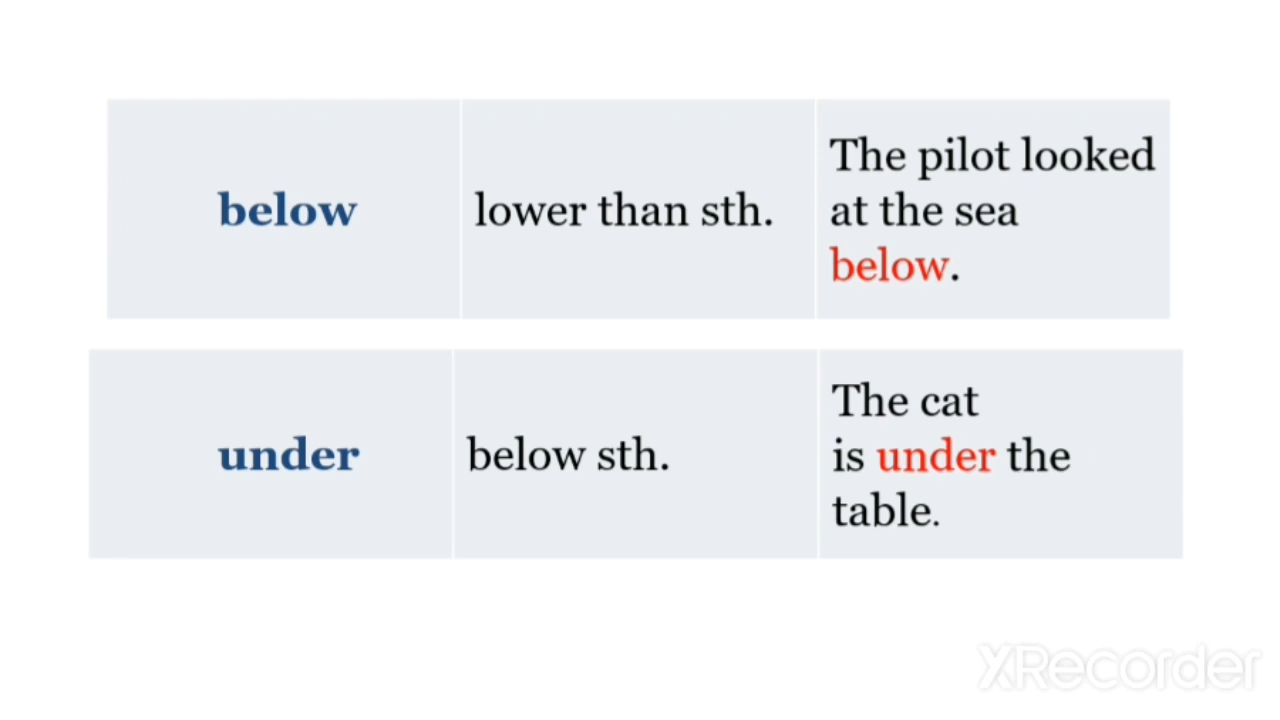 below
lower than sth.
The pilot looked
at the sea
below.
under
below sth.
The cat
is under the
table.
XRecorder